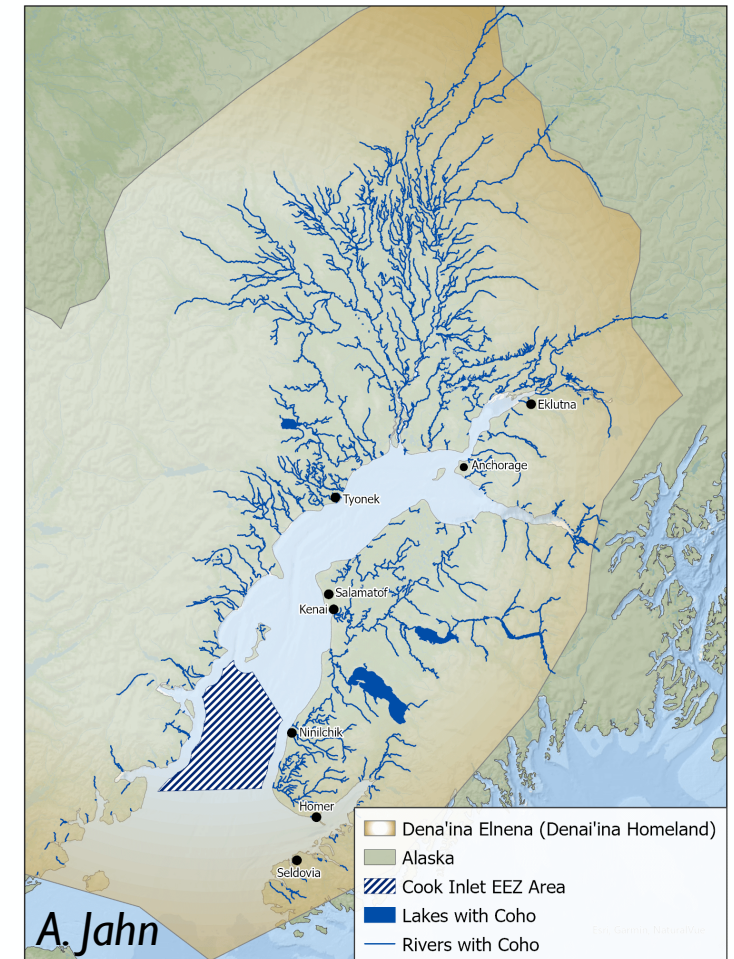 Eklutna
Anchorage
Tyonek
Salamatof
Kenai
Ninilchik
Homer
Seldovia
Dena'ina Elnena (Denai'ina Homeland)
Alaska
Cook Inlet EEZ Area
Lakes with Coho
Rivers with Coho
A. Jahn